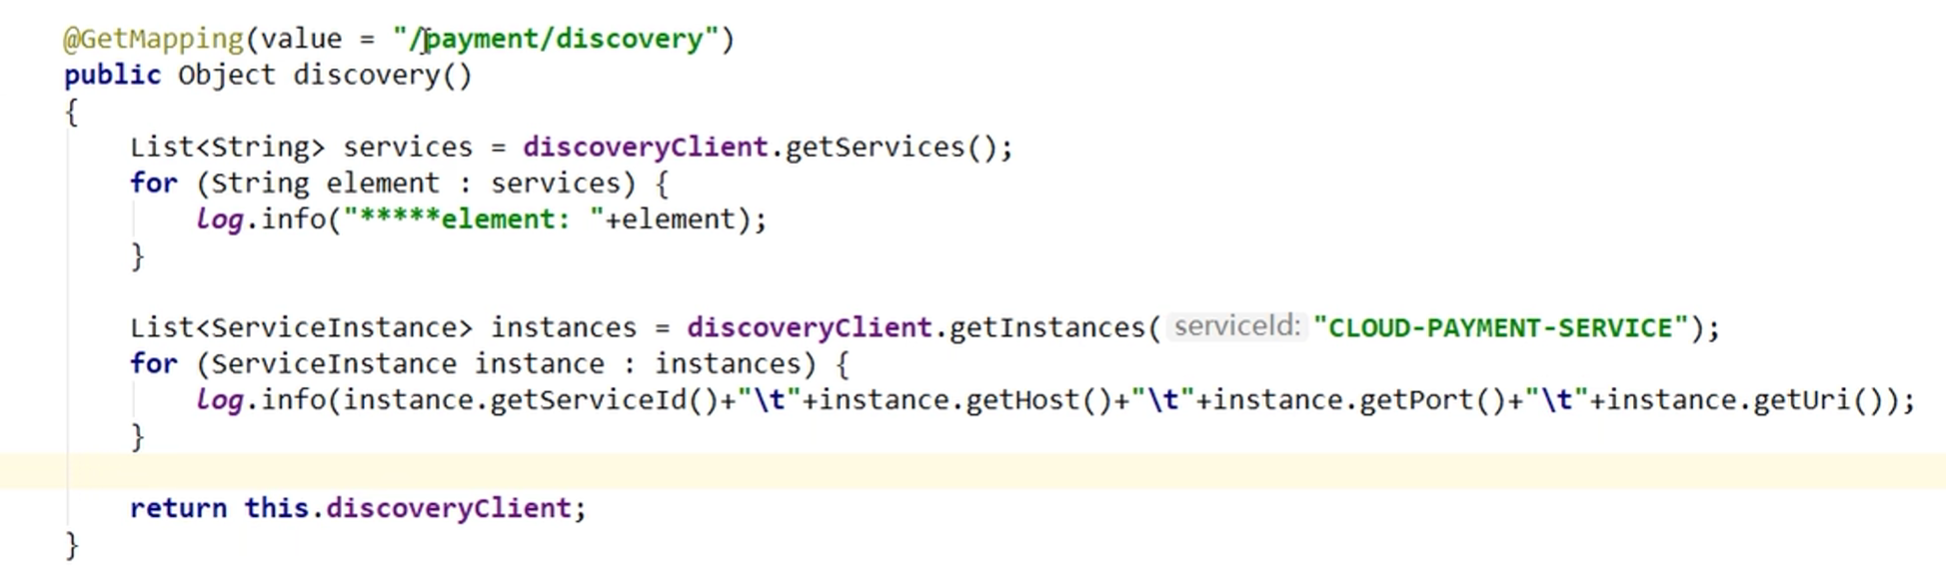 @GetMapping(value = "/payment/discovery")
public Object discovery()
{
    List<String> services = discoveryClient.getServices();
    for (String element : services) {
        log.info("*****element: "+element);
    }

    List<ServiceInstance> instances = discoveryClient.getInstances( serviceId: "CLOUD-PAYMENT-SERVICE");
    for (ServiceInstance instance : instances) {
        log.info(instance.getServiceId()+"\t"+instance.getHost()+"\t"+instance.getPort()+"\t"+instance.getUri());
    }

    return this.discoveryClient;
}